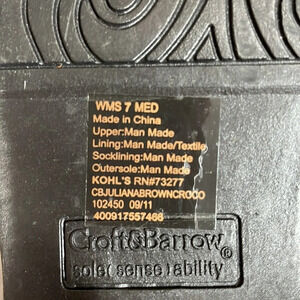 WMS 7 MED
Made in China
Upper:Man Made
Lining:Man Made/Textile
Socklining:Man Made
Outersole:Man Made
KOHL'S RN#73277
CBJULIANABROWNCROCO
102450 09/11
400917557468
Croft&Barrow®
sole( sense )ability